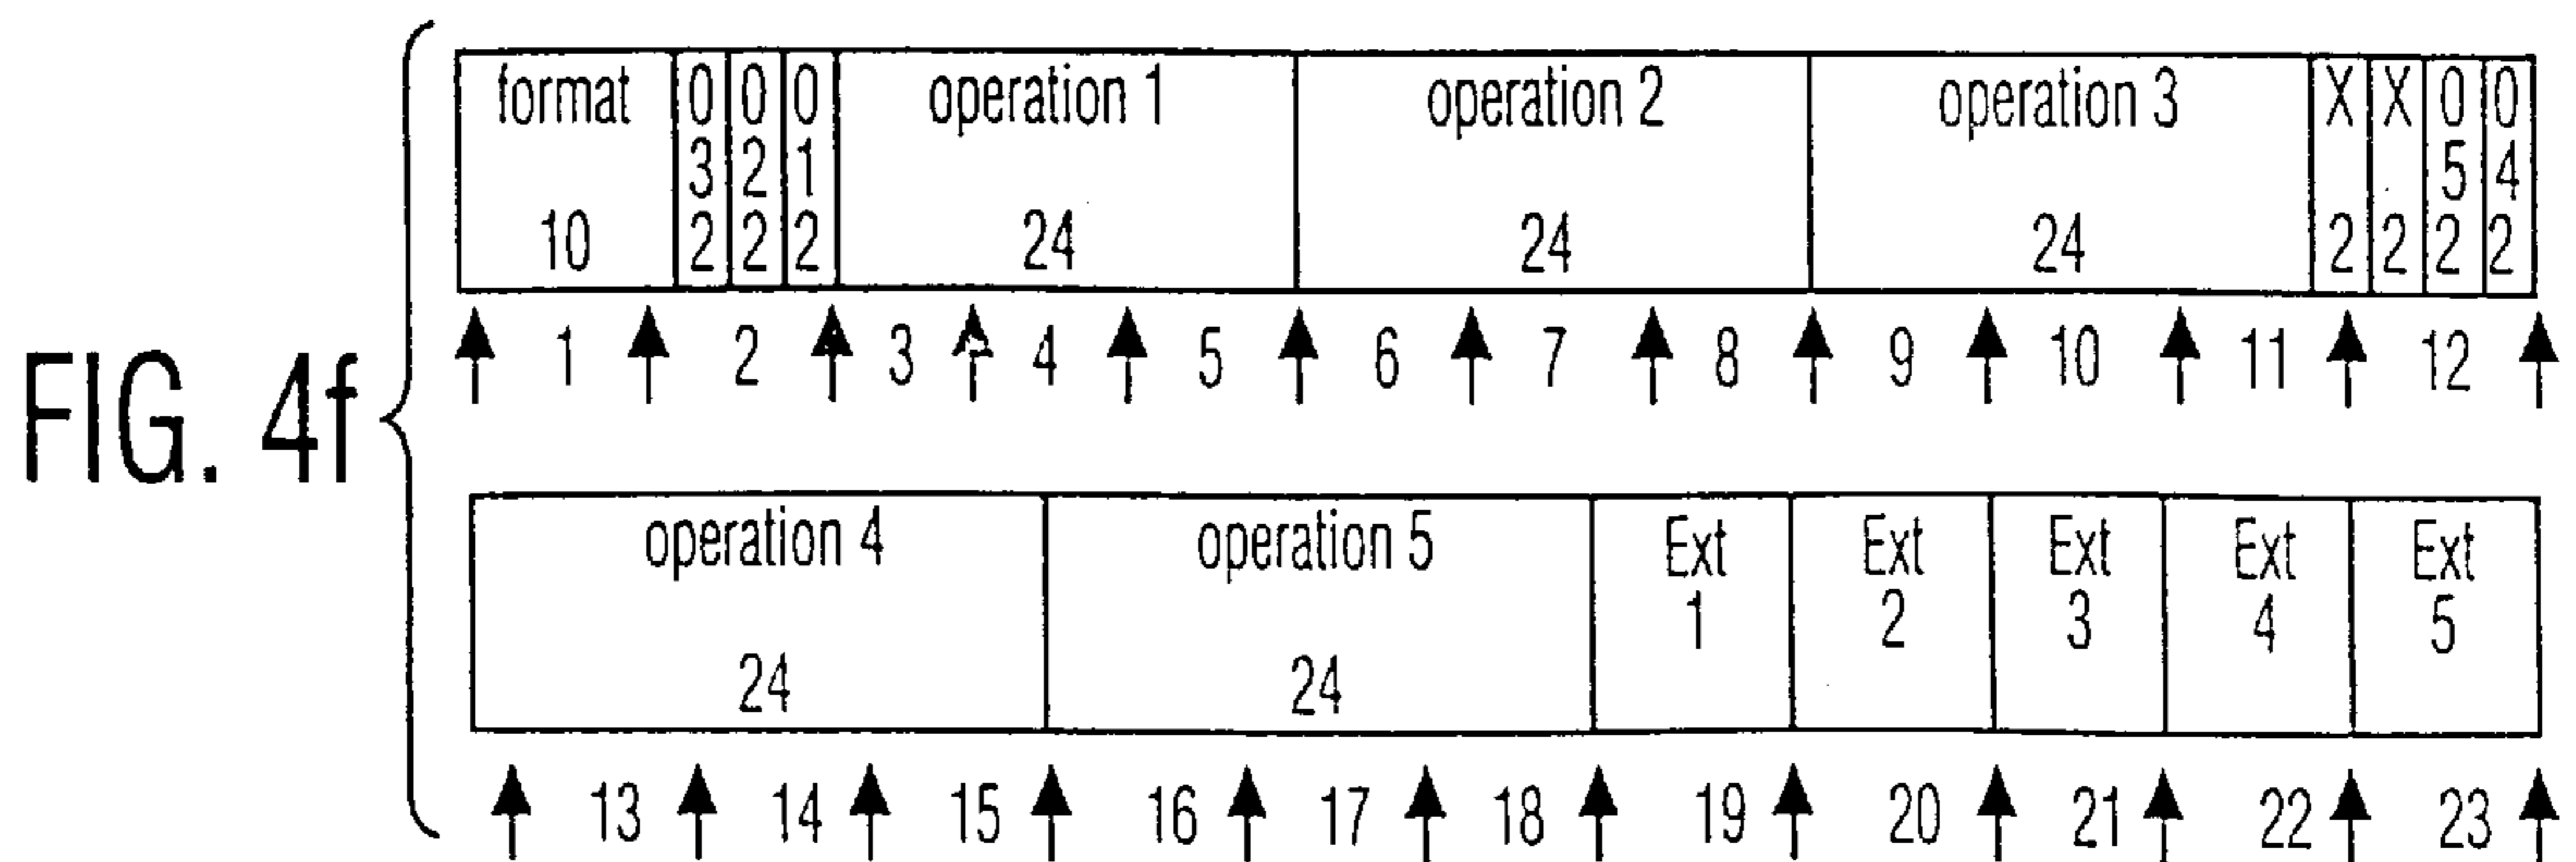 FIG. 4f
format 0 0 0 operation 1 operation 2 operation 3 X X 0 0
3 2 1 5 4
10 2 2 2 24 24 24 2 2 2 2
1 2 3 4 5 6 7 8 9 10 11 12
operation 4 operation 5 Ext Ext Ext Ext Ext
1 2 3 4 5
24 24
13 14 15 16 17 18 19 20 21 22 23